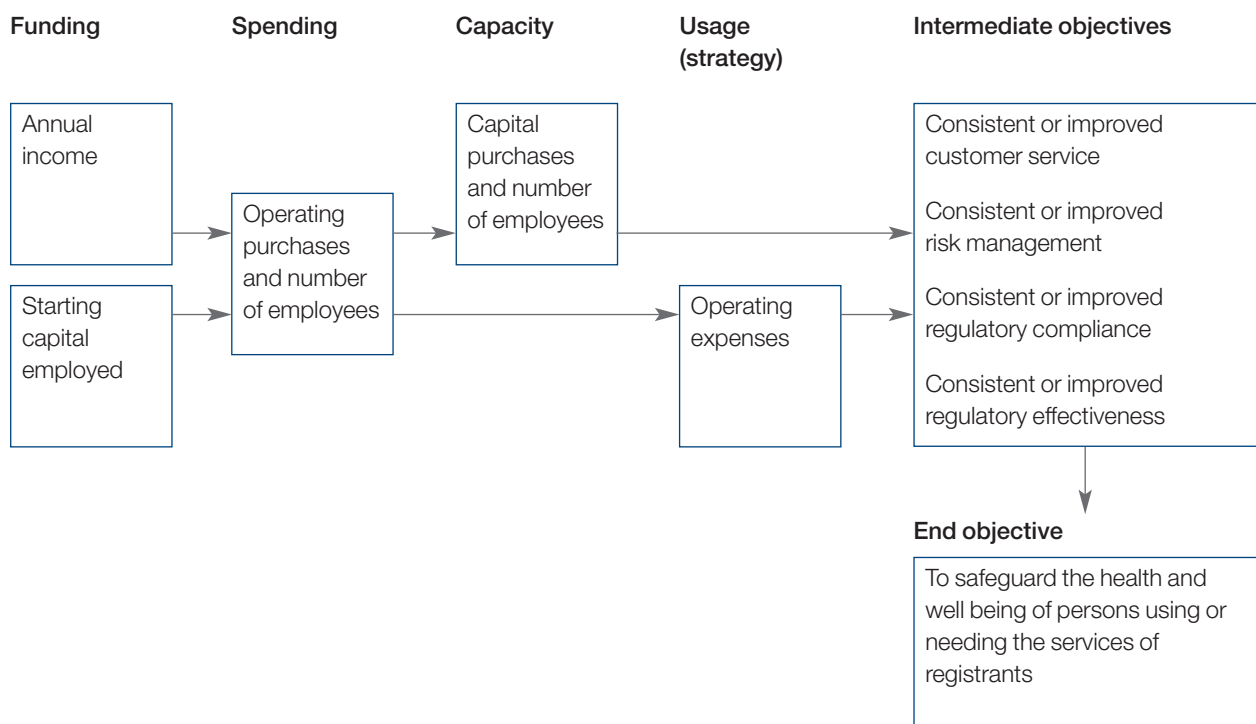 Funding
Spending
Capacity
Usage
(strategy)
Intermediate objectives
Annual
income
Starting
capital
employed
Operating
purchases
and number
of employees
Capital
purchases
and number
of employees
Operating
expenses
Consistent or improved
customer service
Consistent or improved
risk management
Consistent or improved
regulatory compliance
Consistent or improved
regulatory effectiveness
End objective
To safeguard the health and
well being of persons using or
needing the services of
registrants